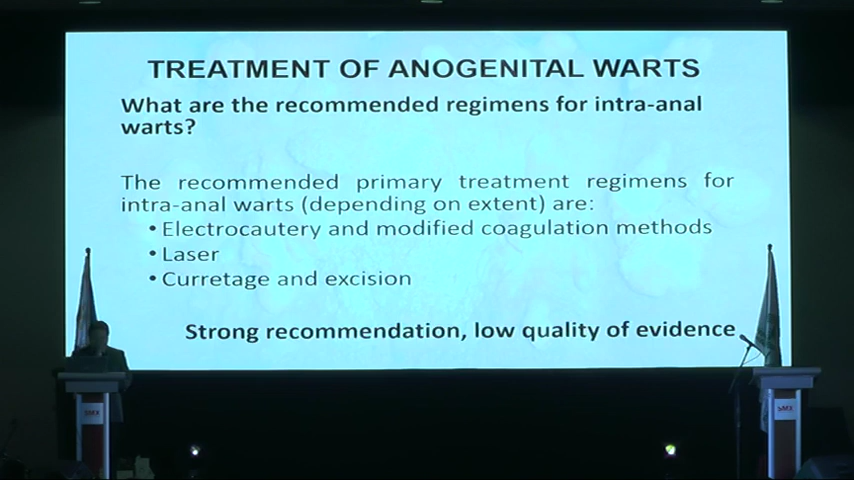 TREATMENT OF ANOGENITAL WARTS
What are the recommended regimens for intra-anal
warts?
The recommended primary treatment regimens for
intra-anal warts (depending on extent) are:
• Electrocautery and modified coagulation methods
• Laser
• Curretage and excision
Strong recommendation, low quality of evidence
SMX
SMX